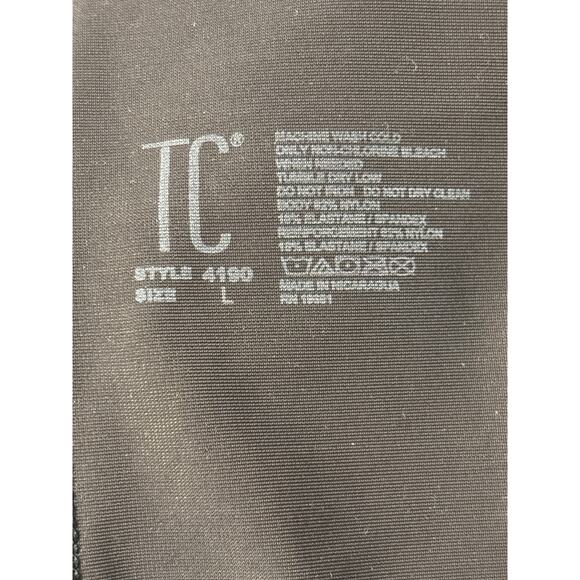 TC®
STYLE 4190
SIZE L
MACHINE WASH COLD
ONLY NON-CHLORINE BLEACH
WHEN NEEDED
TUMBLE DRY LOW
DO NOT IRON DO NOT DRY CLEAN
BODY 82% NYLON
18% ELASTANE / SPANDEX
REINFORCEMENT 82% NYLON
18% ELASTANE / SPANDEX
MADE IN NICARAGUA
RN